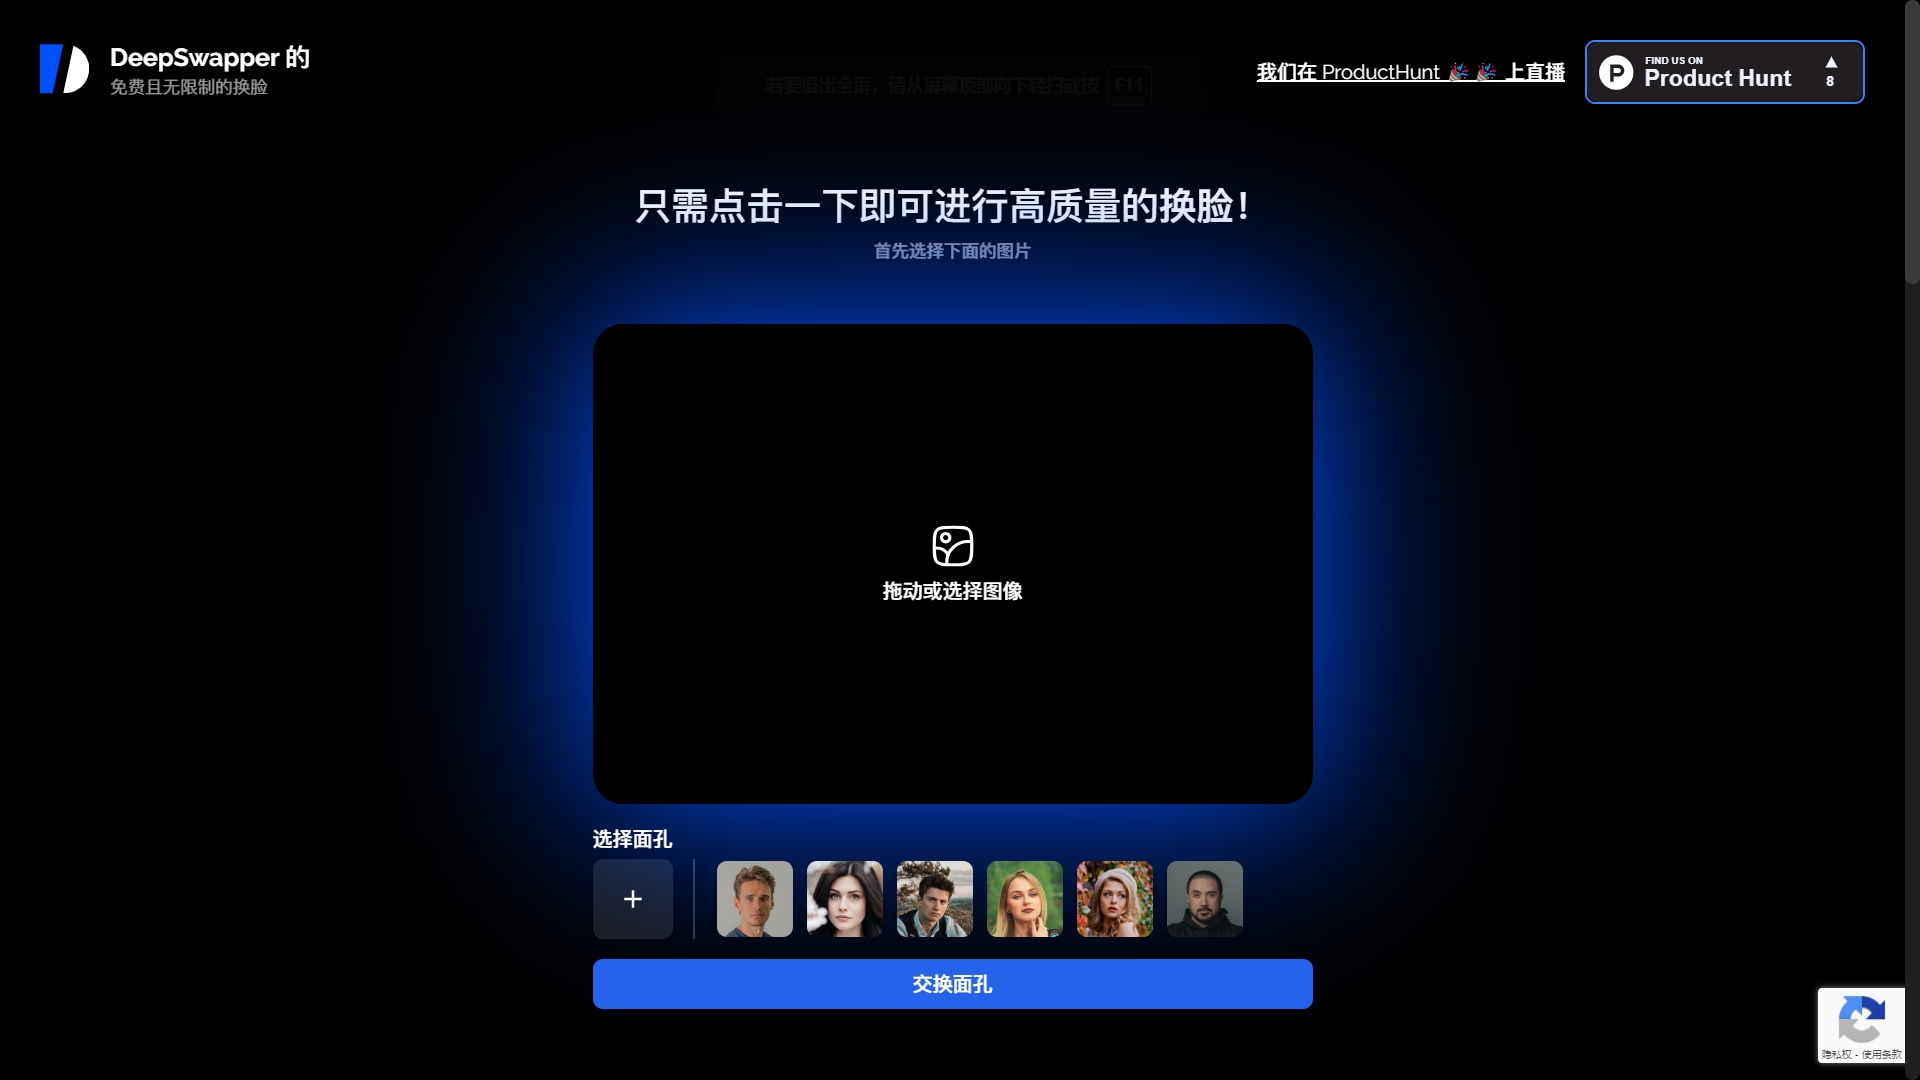 DeepSwapper 的
免费且无限制的换脸
若要退出全屏，请从屏幕顶部向下轻扫或按 F11
我们在 ProductHunt 🎉 🎉 上直播
FIND US ON
Product Hunt
▲
8
只需点击一下即可进行高质量的换脸！
首先选择下面的图片
拖动或选择图像
选择面孔
+
交换面孔
隐私权 - 使用条款